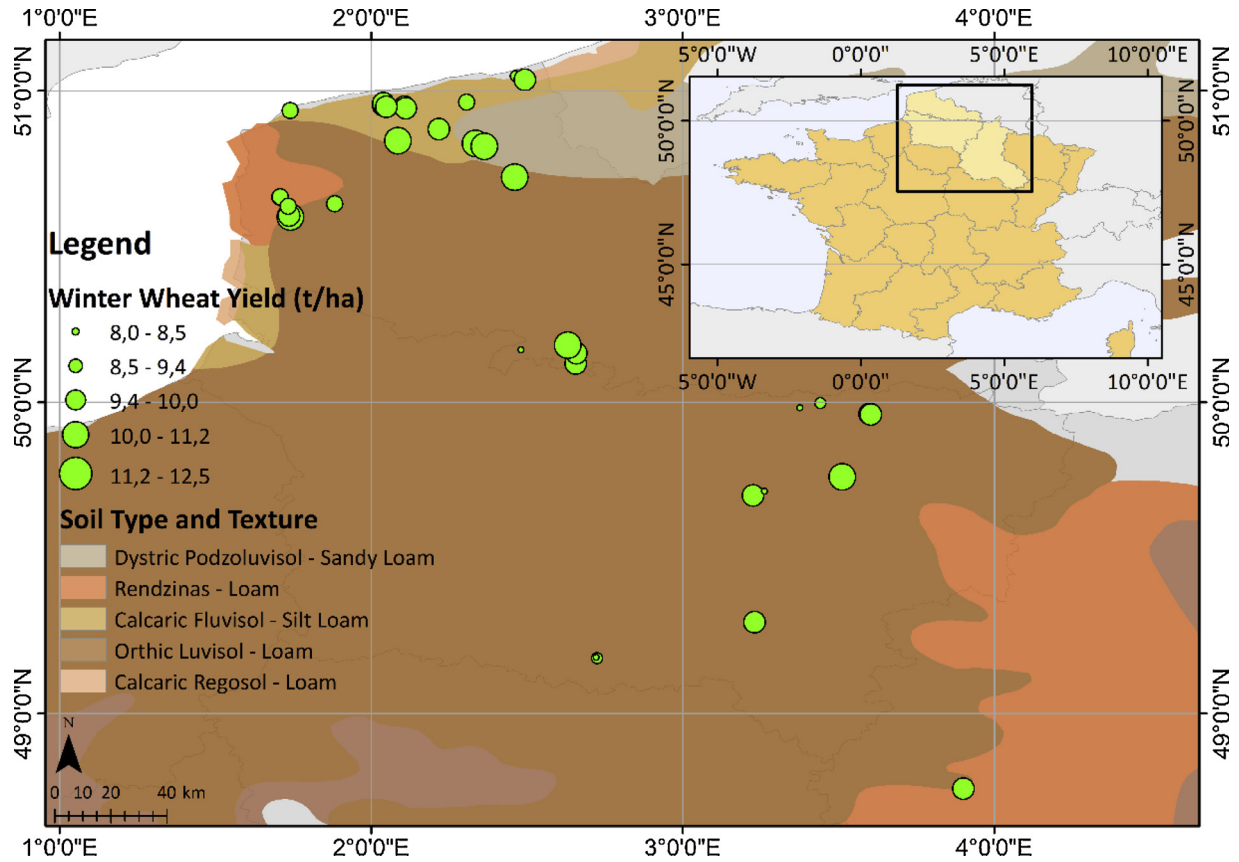 1°0'0"E 2°0'0"E 3°0'0"E 4°0'0"E
5°0'0"W 0°0'0" 5°0'0"E 10°0'0"E
51°0'0"N
51°0'0"N
50°0'0"N
50°0'0"N
45°0'0"N
45°0'0"N
5°0'0"W 0°0'0" 5°0'0"E 10°0'0"E
Legend
Winter Wheat Yield (t/ha)
8,0 - 8,5
8,5 - 9,4
9,4 - 10,0
10,0 - 11,2
11,2 - 12,5
50°0'0"N
50°0'0"N
Soil Type and Texture
Dystric Podzoluvisol - Sandy Loam
Rendzinas - Loam
Calcaric Fluvisol - Silt Loam
Orthic Luvisol - Loam
Calcaric Regosol - Loam
49°0'0"N
49°0'0"N
N
0 10 20 40 km
1°0'0"E 2°0'0"E 3°0'0"E 4°0'0"E